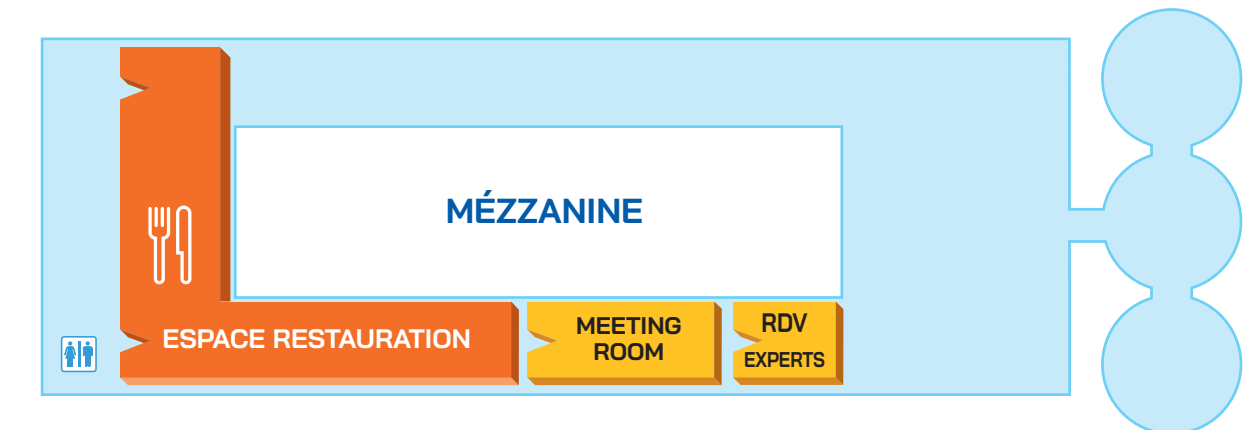 MÉZZANINE
ESPACE RESTAURATION
MEETING
ROOM
RDV
EXPERTS